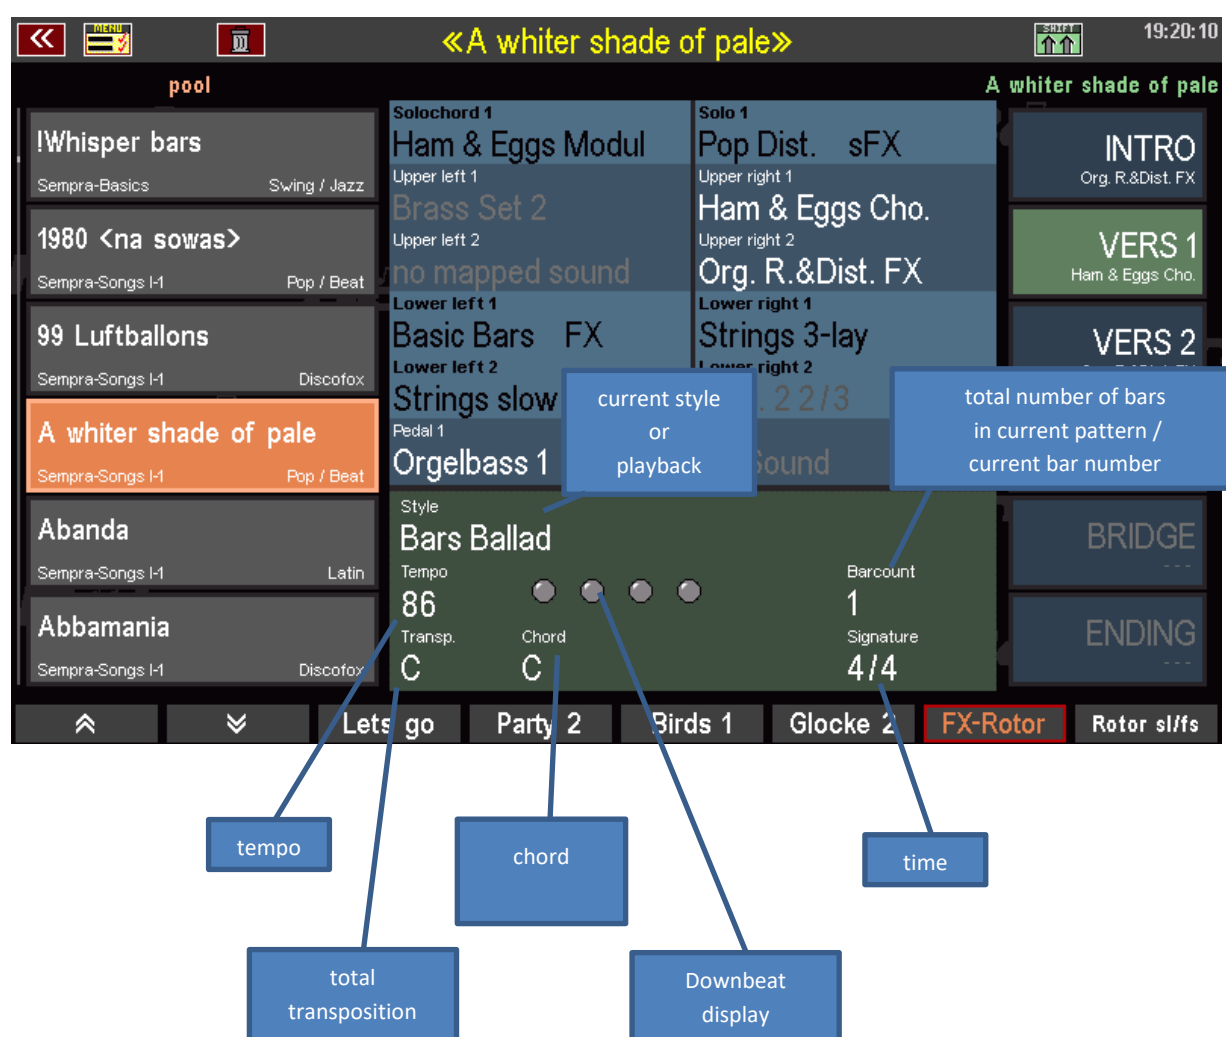 MENU
«A whiter shade of pale»
SHIFT
19:20:10
pool
A whiter shade of pale
!Whisper bars
Sempra-Basics Swing / Jazz
1980 <na sowas>
Sempra-Songs I-1 Pop / Beat
99 Luftballons
Sempra-Songs I-1 Discofox
A whiter shade of pale
Sempra-Songs I-1 Pop / Beat
Abanda
Sempra-Songs I-1 Latin
Abbamania
Sempra-Songs I-1 Discofox
Solochord 1
Ham & Eggs Modul
Solo 1
Pop Dist. sFX
Upper left 1
Brass Set 2
Upper right 1
Ham & Eggs Cho.
Upper left 2
no mapped sound
Upper right 2
Org. R.&Dist. FX
Lower left 1
Basic Bars FX
Lower right 1
Strings 3-lay
Lower left 2
Strings slow
Lower right 2
2 2/3
Pedal 1
Orgelbass 1
sound
current style
or
playback
total number of bars
in current pattern /
current bar number
Style
Bars Ballad
Tempo
86
Barcount
1
Transp.
C
Chord
C
Signature
4/4
INTRO
Org. R.&Dist. FX
VERS 1
Ham & Eggs Cho.
VERS 2
BRIDGE
---
ENDING
---
Lets go
Party 2
Birds 1
Glocke 2
FX-Rotor
Rotor sl/fs
tempo
chord
time
total
transposition
Downbeat
display